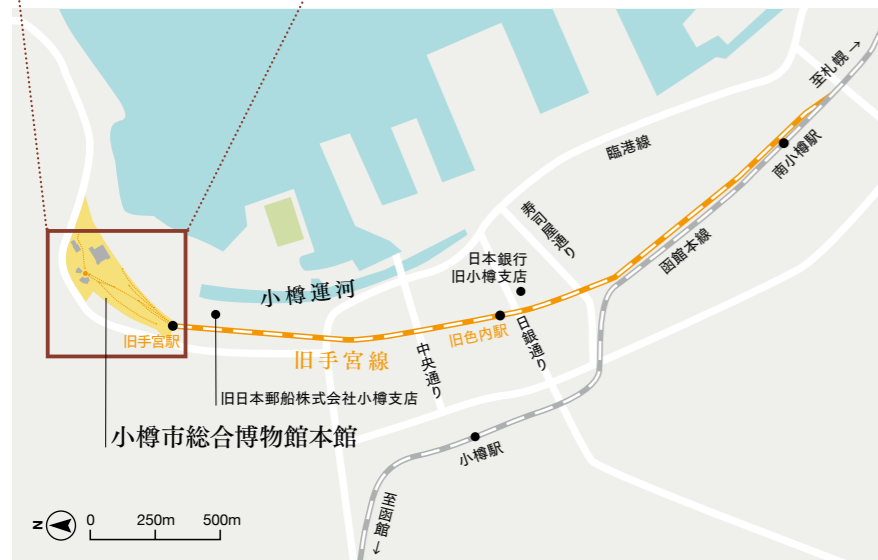 至札幌→
臨港線
南小樽駅
函館本線
寿司屋通り
日本銀行
旧小樽支店
小樽運河
旧手宮駅
旧手宮線
旧色内駅
日銀通り
中央通り
旧日本郵船株式会社小樽支店
小樽市総合博物館本館
小樽駅
至函館→
N
0 250m 500m